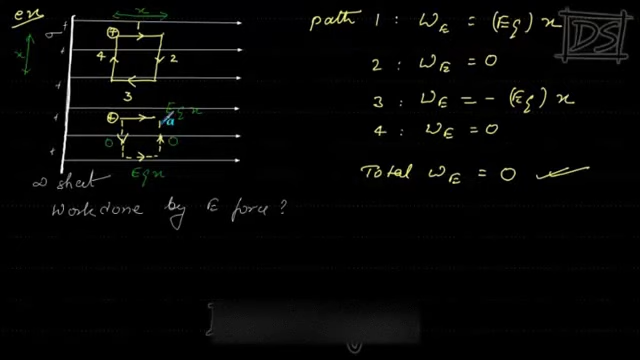 ex
σ + x 1 path 1 : W_E = (Eq) x
x 4 2 2 : W_E = 0
3 3 : W_E = - (Eq) x
Eqx 4 : W_E = 0
0 0
Eqx Total W_E = 0 ✓
∞ sheet
Workdone by E force ?
DS